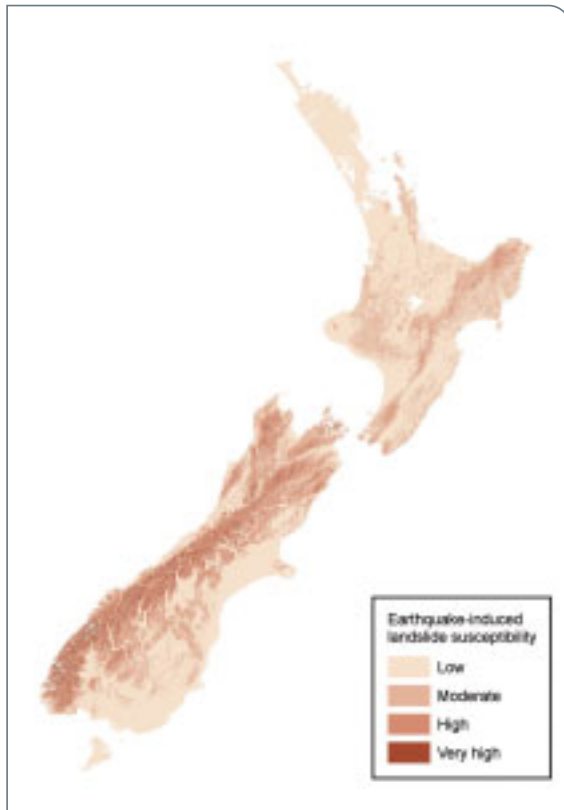 Earthquake-induced
landslide susceptibility
Low
Moderate
High
Very high